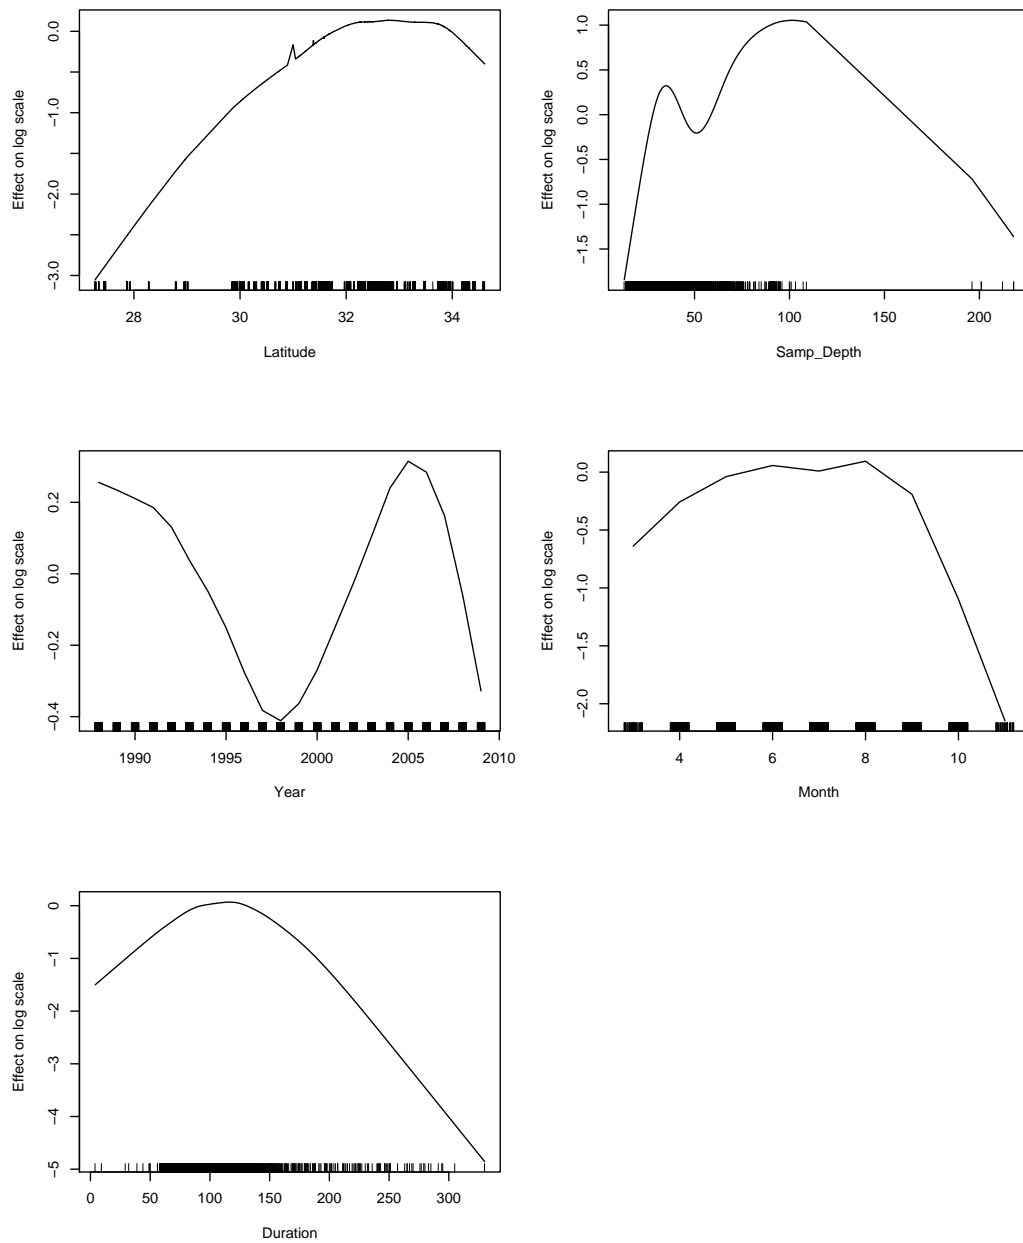 Effect on log scale
0.0
−1.0
−2.0
−3.0
28 30 32 34
Latitude
Effect on log scale
1.0
0.5
0.0
−0.5
−1.0
−1.5
50 100 150 200
Samp_Depth
Effect on log scale
0.2
0.0
−0.2
−0.4
1990 1995 2000 2005 2010
Year
Effect on log scale
0.0
−0.5
−1.0
−1.5
−2.0
4 6 8 10
Month
Effect on log scale
0
−1
−2
−3
−4
−5
0 50 100 150 200 250 300
Duration